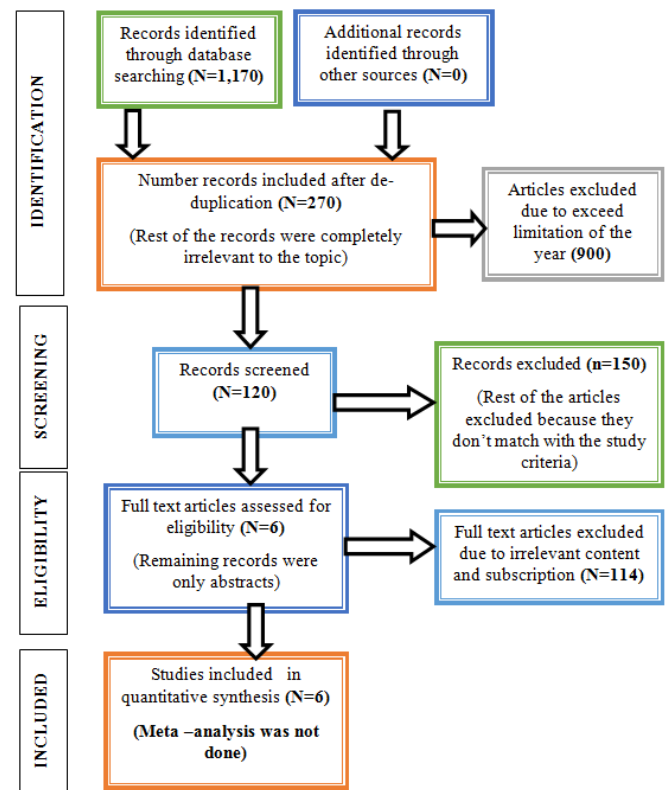 IDENTIFICATION
Records identified
through database
searching (N=1,170)
Additional records
identified through
other sources (N=0)
Number records included after de-
duplication (N=270)
(Rest of the records were completely
irrelevant to the topic)
Articles excluded
due to exceed
limitation of the
year (900)
SCREENING
Records screened
(N=120)
Records excluded (n=150)
(Rest of the articles
excluded because they
don’t match with the study
criteria)
ELIGIBILITY
Full text articles assessed for
eligibility (N=6)
(Remaining records were
only abstracts)
Full text articles excluded
due to irrelevant content
and subscription (N=114)
INCLUDED
Studies included in
quantitative synthesis (N=6)
(Meta –analysis was not
done)